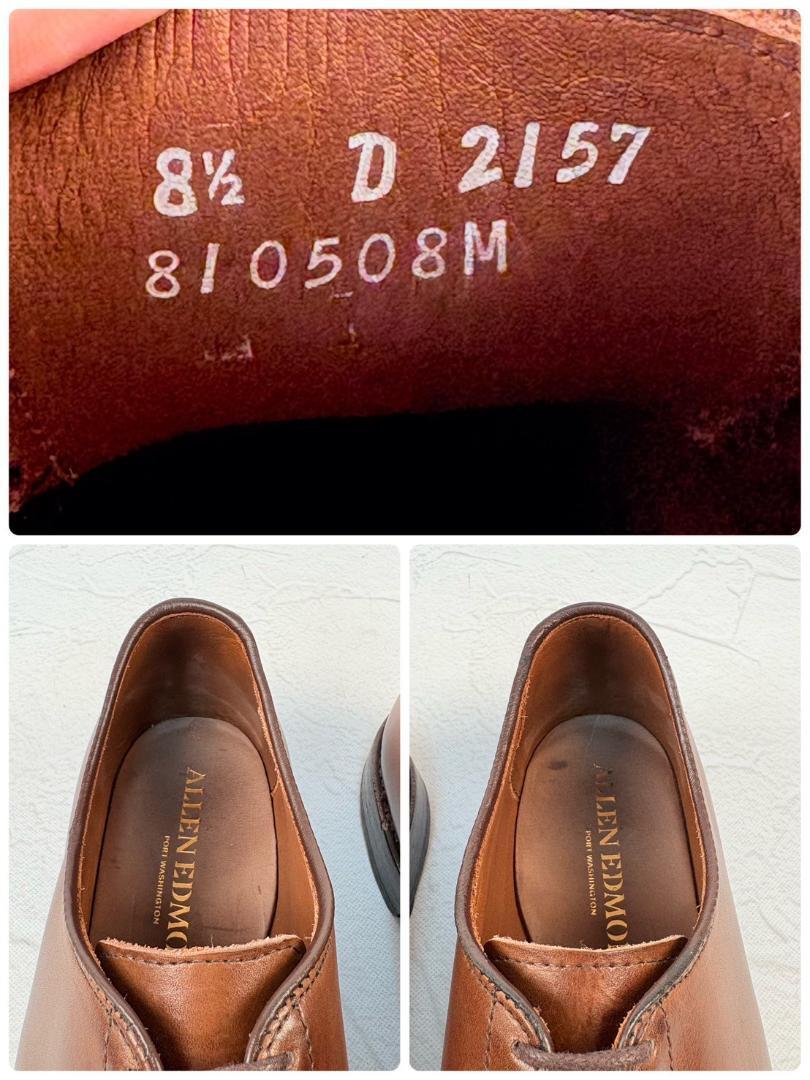 8½ D 2157
810508M
ALLEN EDMO
PORT WASHINGTON
ALLEN EDMO
PORT WASHINGTON